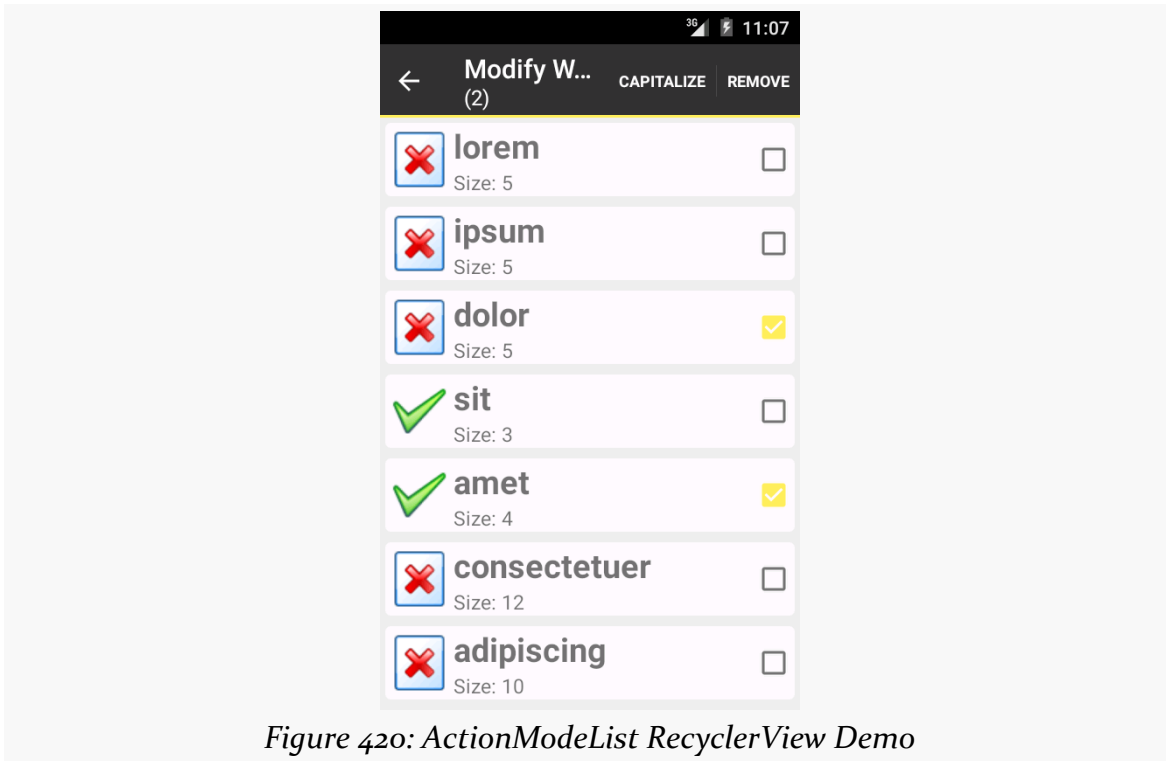 3G 11:07
Modify W... CAPITALIZE REMOVE
(2)
lorem
Size: 5
ipsum
Size: 5
dolor
Size: 5
sit
Size: 3
amet
Size: 4
consectetuer
Size: 12
adipiscing
Size: 10
Figure 420: ActionModeList RecyclerView Demo